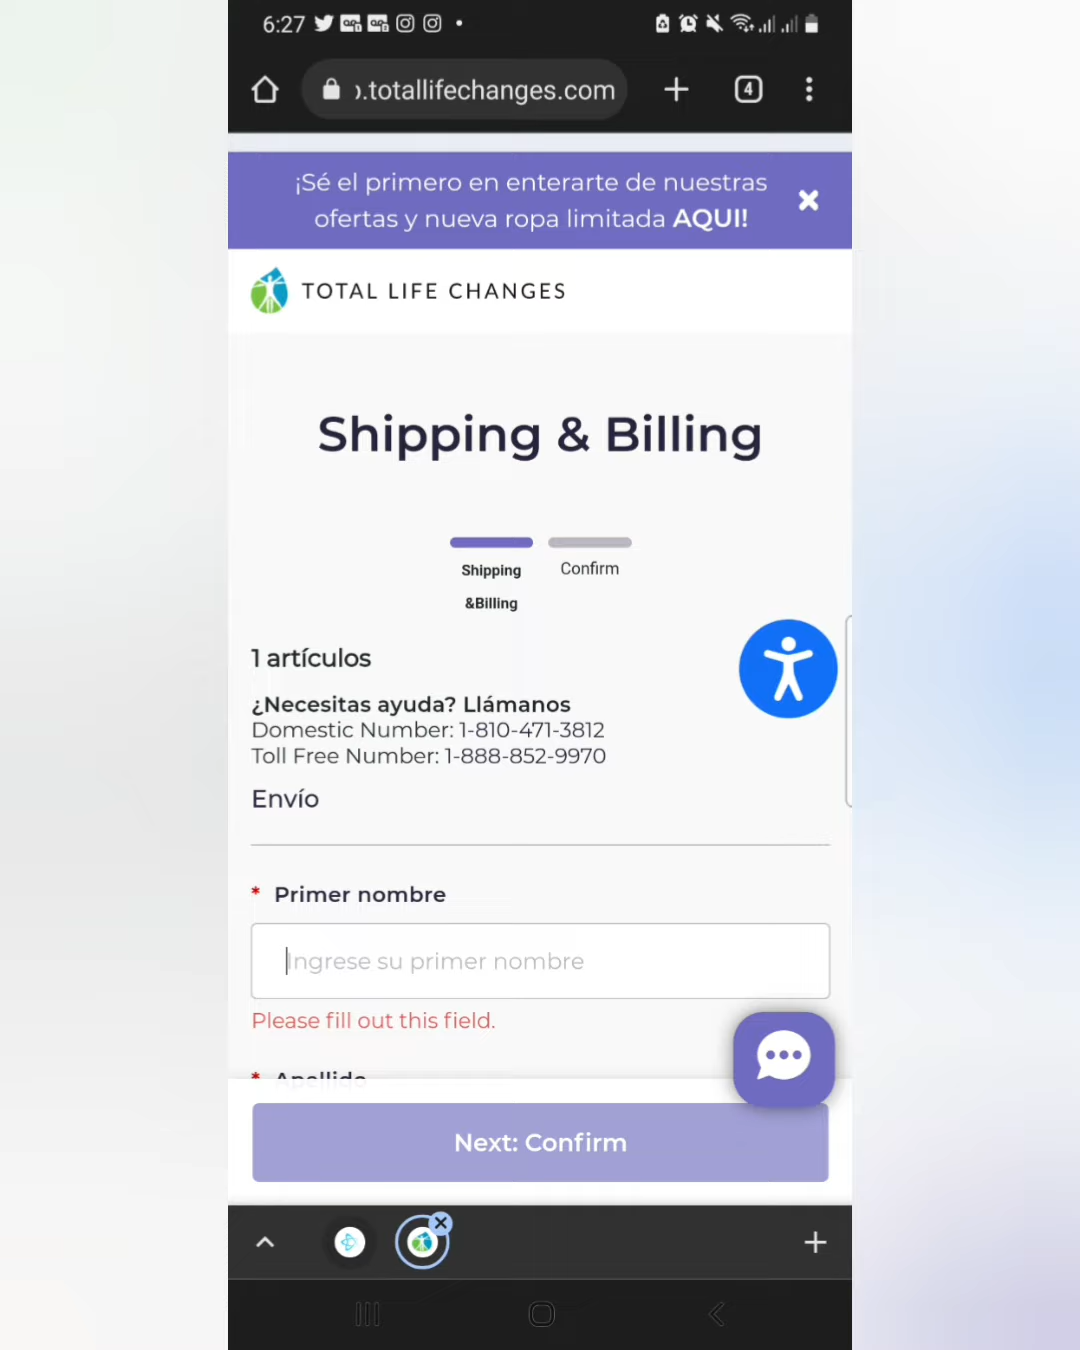 6:27
).totallifechanges.com
4
¡Sé el primero en enterarte de nuestras
ofertas y nueva ropa limitada AQUI!
TOTAL LIFE CHANGES
Shipping & Billing
Shipping
&Billing
Confirm
1 artículos
¿Necesitas ayuda? Llámanos
Domestic Number: 1-810-471-3812
Toll Free Number: 1-888-852-9970
Envío
* Primer nombre
Ingrese su primer nombre
Please fill out this field.
* Apellido
Next: Confirm